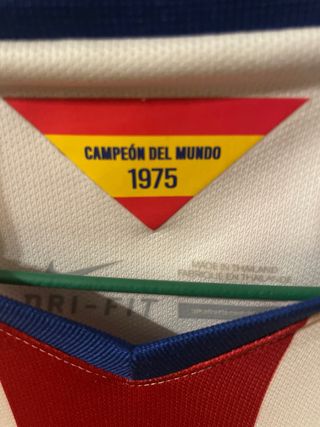 CAMPEÓN DEL MUNDO
1975
MADE IN THAILAND
FABRIQUÉ EN THAÏLANDE
DRI-FIT